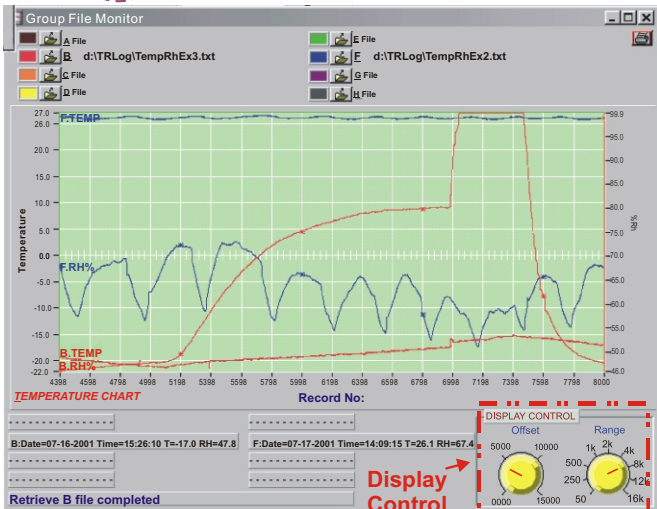 Group File Monitor
A File
E File
B d:\TRLog\TempRhEx3.txt
F d:\TRLog\TempRhEx2.txt
C File
G File
D File
H File
27.0
26.0
20.0
15.0
10.0
5.0
0.0
-5.0
-10.0
-15.0
-20.0
-22.0
Temperature
F.TEMP
F.RH%
B.TEMP
B.RH%
99.9
95.0
90.0
85.0
80.0
75.0
70.0
65.0
60.0
55.0
50.0
46.0
%Rh
4398 4598 4798 4998 5198 5398 5598 5798 5998 6198 6398 6598 6798 6998 7198 7398 7598 7798 8000
TEMPERATURE CHART
Record No:
B:Date=07-16-2001 Time=15:26:10 T=-17.0 RH=47.8
F:Date=07-17-2001 Time=14:09:15 T=26.1 RH=67.4
Retrieve B file completed
Display
Control
DISPLAY CONTROL
Offset
Range
5000 10000
0000 15000
1k 2k 4k
500 8k
250 12k
50 16k